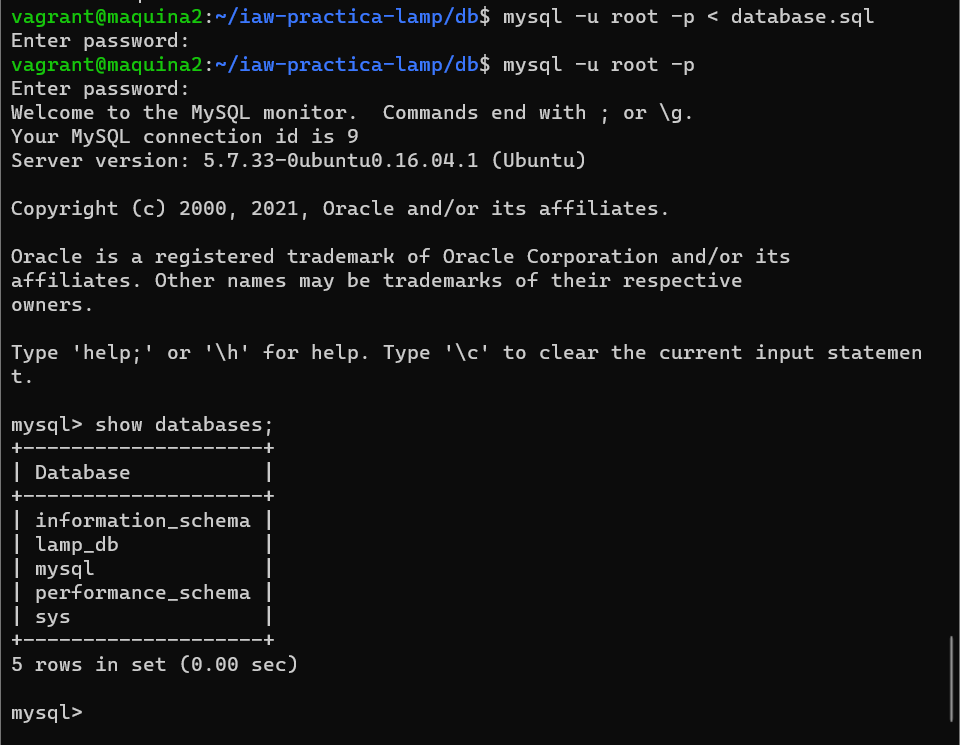 vagrant@maquina2:~/iaw-practica-lamp/db$ mysql -u root -p < database.sql
Enter password:
vagrant@maquina2:~/iaw-practica-lamp/db$ mysql -u root -p
Enter password:
Welcome to the MySQL monitor.  Commands end with ; or \g.
Your MySQL connection id is 9
Server version: 5.7.33-0ubuntu0.16.04.1 (Ubuntu)

Copyright (c) 2000, 2021, Oracle and/or its affiliates.

Oracle is a registered trademark of Oracle Corporation and/or its
affiliates. Other names may be trademarks of their respective
owners.

Type 'help;' or '\h' for help. Type '\c' to clear the current input statemen
t.

mysql> show databases;
+--------------------+
| Database           |
+--------------------+
| information_schema |
| lamp_db            |
| mysql              |
| performance_schema |
| sys                |
+--------------------+
5 rows in set (0.00 sec)

mysql>